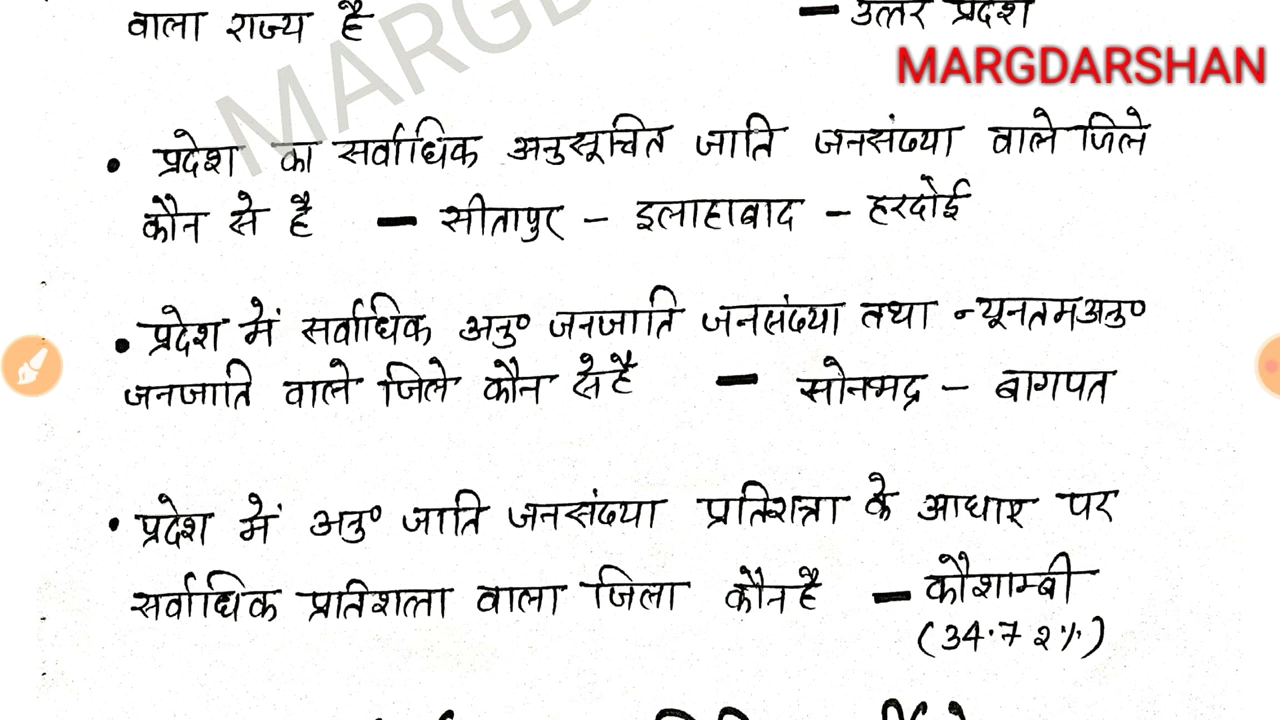 वाला राज्य है — उत्तर प्रदेश
MARGDARSHAN
• प्रदेश का सर्वाधिक अनुसूचित जाति जनसंख्या वाले जिले
कौन से है — सीतापुर - इलाहाबाद - हरदोई
• प्रदेश में सर्वाधिक अनु० जनजाति जनसंख्या तथा न्यूनतम अनु०
जनजाति वाले जिले कौन से है — सोनभद्र - बागपत
• प्रदेश में अनु० जाति जनसंख्या प्रतिशत्ता के आधार पर
सर्वाधिक प्रतिशत्ता वाला जिला कौन है — कौशाम्बी
(34.72%)